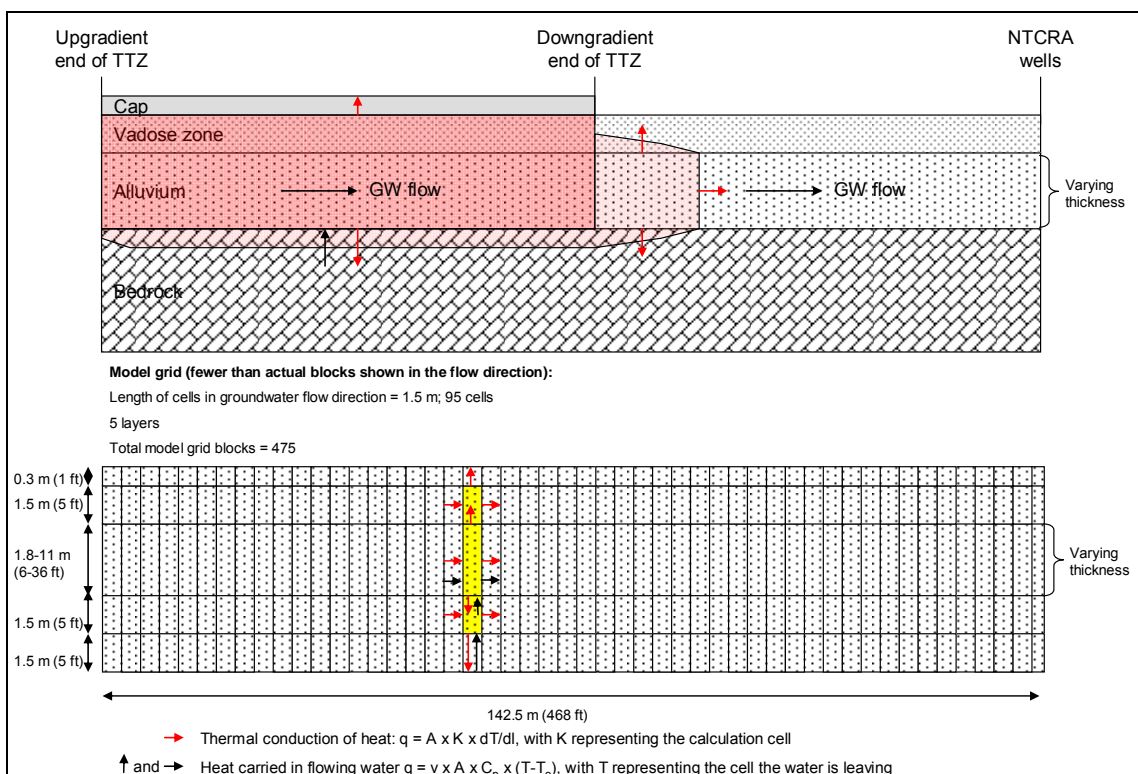 Upgradient
end of TTZ
Downgradient
end of TTZ
NTCRA
wells
Cap
Vadose zone
Alluvium
GW flow
GW flow
Varying
thickness
Bedrock
Model grid (fewer than actual blocks shown in the flow direction):
Length of cells in groundwater flow direction = 1.5 m; 95 cells
5 layers
Total model grid blocks = 475
0.3 m (1 ft)
1.5 m (5 ft)
1.8-11 m
(6-36 ft)
Varying
thickness
1.5 m (5 ft)
1.5 m (5 ft)
142.5 m (468 ft)
Thermal conduction of heat: q = A x K x dT/dl, with K representing the calculation cell
and Heat carried in flowing water q = v x A x Cp x (T-T0), with T representing the cell the water is leaving